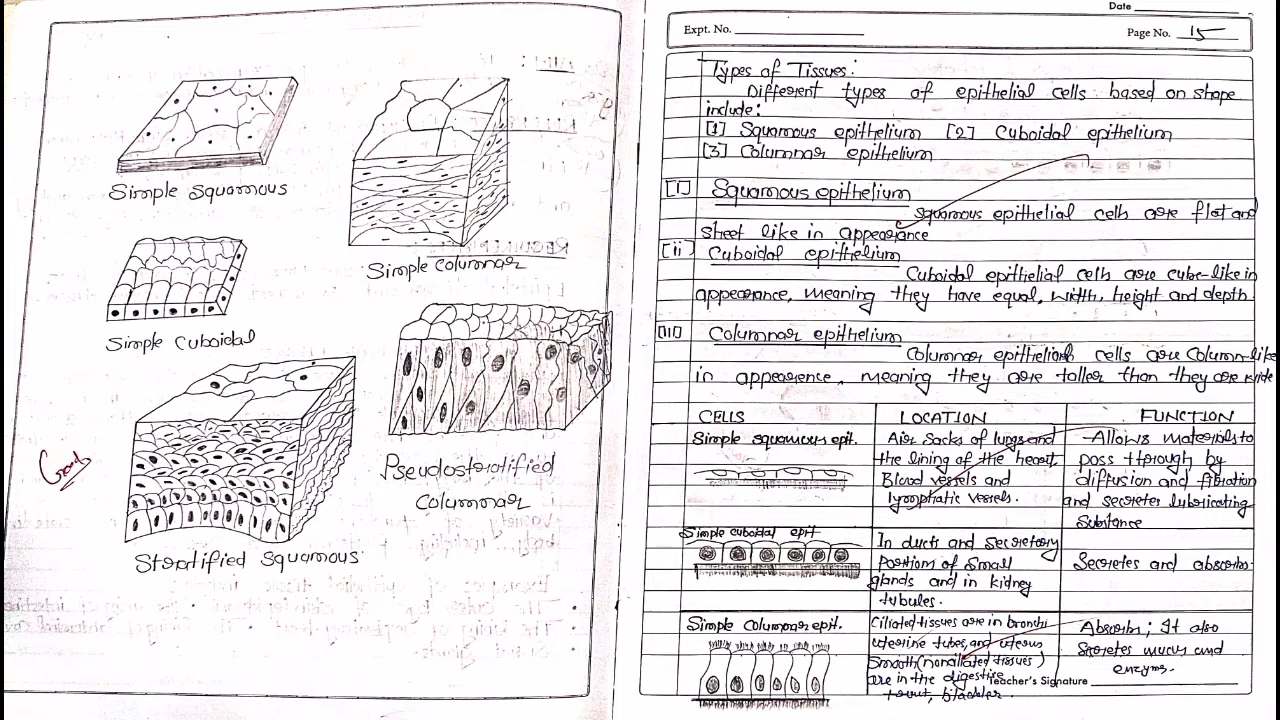 Simple squamous
Simple columnar
Simple Cuboidal
Pseudostratified
Columnar
Good
Stratified Squamous
Date
Expt. No.
Page No. 15
Types of Tissues:
Different types of epithelial cells based on shape
include:
[1] Squamous epithelium [2] Cuboidal epithelium
[3] Columnar epithelium
[i] Squamous epithelium
Squamous epithelial cells are flat and
sheet like in appearance
[ii] Cuboidal epithelium
Cuboidal epithelial cells are cube-like in
appearance, meaning they have equal, width, height and depth.
[iii] Columnar epithelium
Columnar epithelial cells are Column-like
in appearence, meaning they are taller than they are wide
CELLS LOCATION FUNCTION
Simple squamous epit.
Air Sacks of lungs and
the lining of the heart,
Blood vessels and
lymphatic vessels.
Allows materials to
pass through by
diffusion and filtration
and secretes lubricating
Substance
Simple cuboidal epit
In ducts and secretory
Portions of Small
glands and in kidney
tubules.
Secretes and absorbs
Simple Columnar epit.
Ciliated tissues are in bronchi
uterine tubes, and uterus
Smooth (nonciliated tissues)
are in the digestive
tract, bladder.
Absorbs; It also
Secretes mucus and
enzyms.
Teacher's Signature